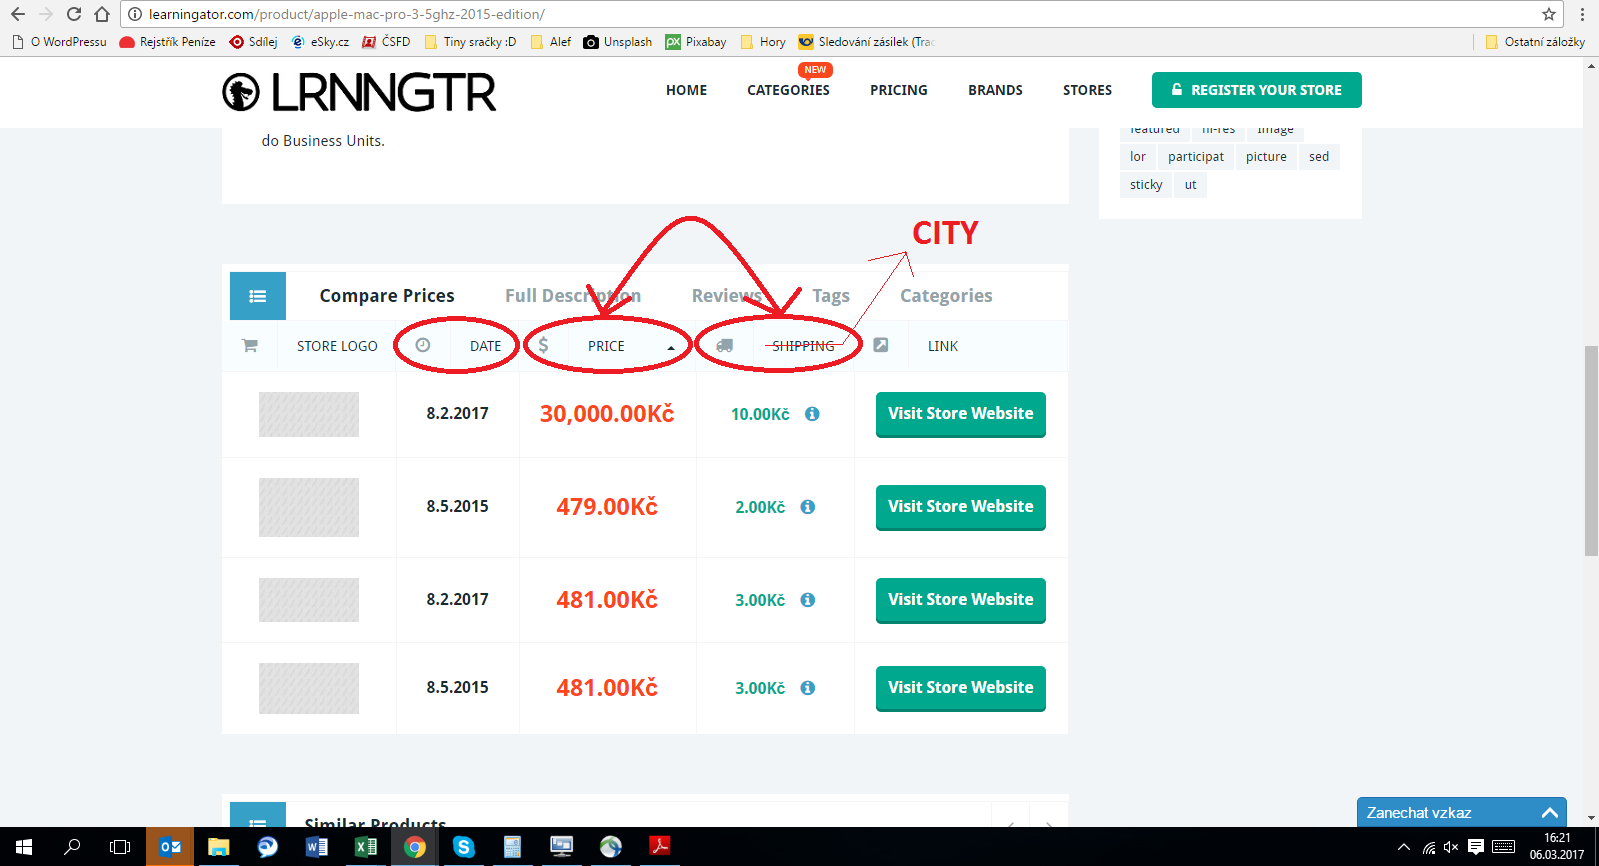 learningator.com/product/apple-mac-pro-3-5ghz-2015-edition/
O WordPressu Rejstřík Peníze Sdílej eSky.cz ČSFD Tiny sračky :D Alef Unsplash Pixabay Hory Sledování zásilek (Trac Ostatní záložky
LRNNGTR
HOME CATEGORIES NEW PRICING BRANDS STORES REGISTER YOUR STORE
do Business Units.
featured hi-res image
lor participat picture sed
sticky ut
CITY
Compare Prices Full Description Reviews Tags Categories
STORE LOGO DATE $ PRICE SHIPPING LINK
8.2.2017 30,000.00Kč 10.00Kč Visit Store Website
8.5.2015 479.00Kč 2.00Kč Visit Store Website
8.2.2017 481.00Kč 3.00Kč Visit Store Website
8.5.2015 481.00Kč 3.00Kč Visit Store Website
Similar Products
Zanechat vzkaz
16:21
06.03.2017